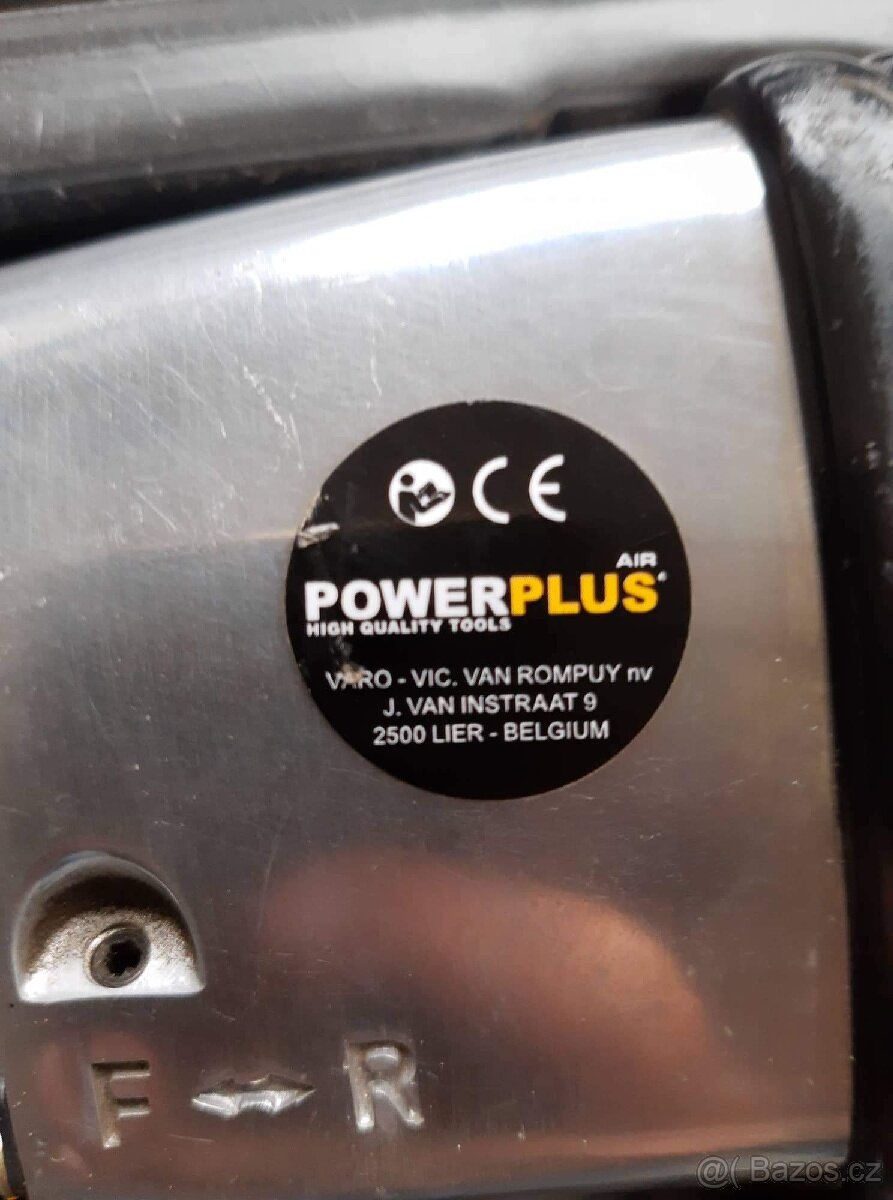 CE
AIR
POWERPLUS
HIGH QUALITY TOOLS
VARO - VIC. VAN ROMPUY nv
J. VAN INSTRAAT 9
2500 LIER - BELGIUM
F ↔ R
@( Bazos.cz